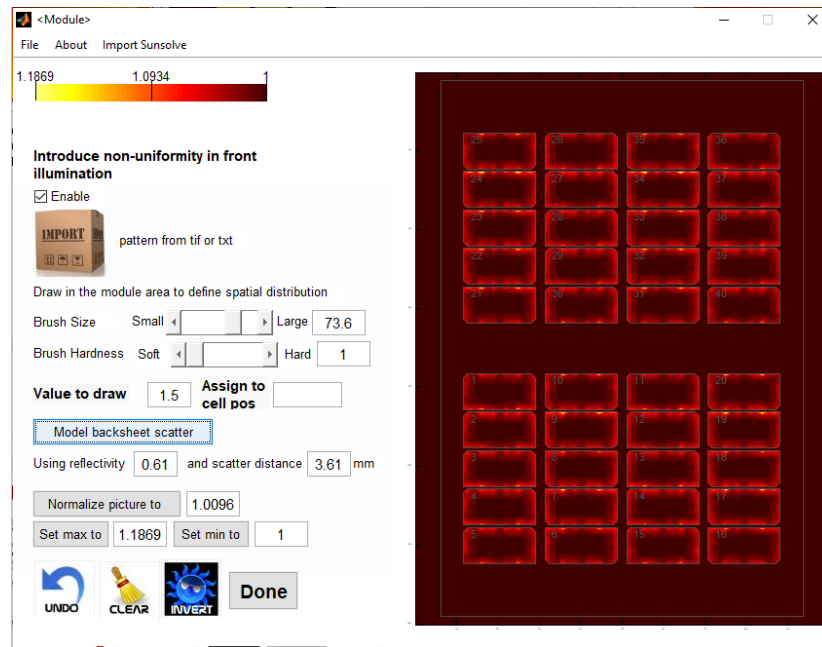 <Module>
File About Import Sunsolve
1.1869 1.0934 1
Introduce non-uniformity in front
illumination
Enable
IMPORT
pattern from tif or txt
Draw in the module area to define spatial distribution
Brush Size Small Large 73.6
Brush Hardness Soft Hard 1
Value to draw 1.5 Assign to
cell pos
Model backsheet scatter
Using reflectivity 0.61 and scatter distance 3.61 mm
Normalize picture to 1.0096
Set max to 1.1869 Set min to 1
UNDO CLEAR INVERT Done
25 26 35 36
24 27 34 37
23 28 33 38
22 29 32 39
21 30 31 40
1 10 11 20
2 9 12 19
3 8 13 18
4 7 14 17
5 6 15 16